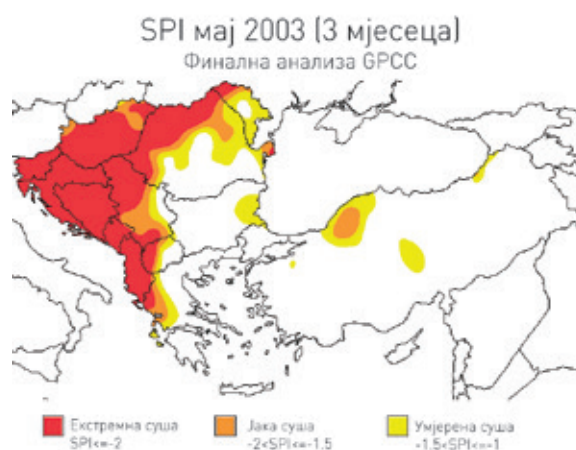 SPI мај 2003 (3 мјесеца)
Финална анализа GPCC
Екстремна суша
SPI<=-2
Јака суша
-2<SPI<=-1.5
Умјерена суша
-1.5<SPI<=-1